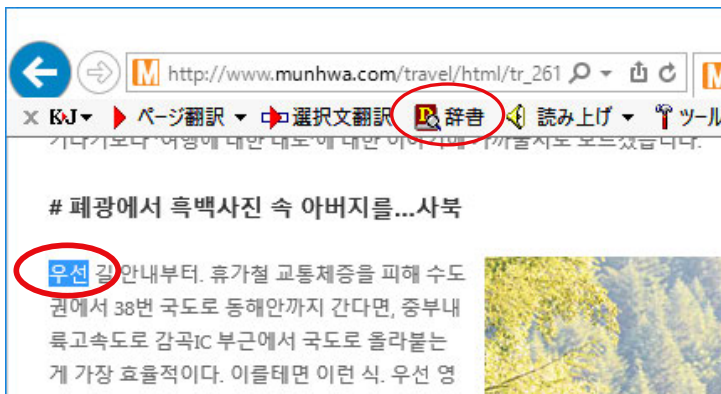 http://www.munhwa.com/travel/html/tr_261
× KJ▼ ページ翻訳 ▼ 選択文翻訳 辞書 読み上げ ▼ ツール
# 폐광에서 흑백사진 속 아버지를...사북
우선 길 안내부터. 휴가철 교통체증을 피해 수도
권에서 38번 국도로 동해안까지 간다면, 중부내
륙고속도로 감곡IC 부근에서 국도로 올라붙는
게 가장 효율적이다. 이를테면 이런 식. 우선 영